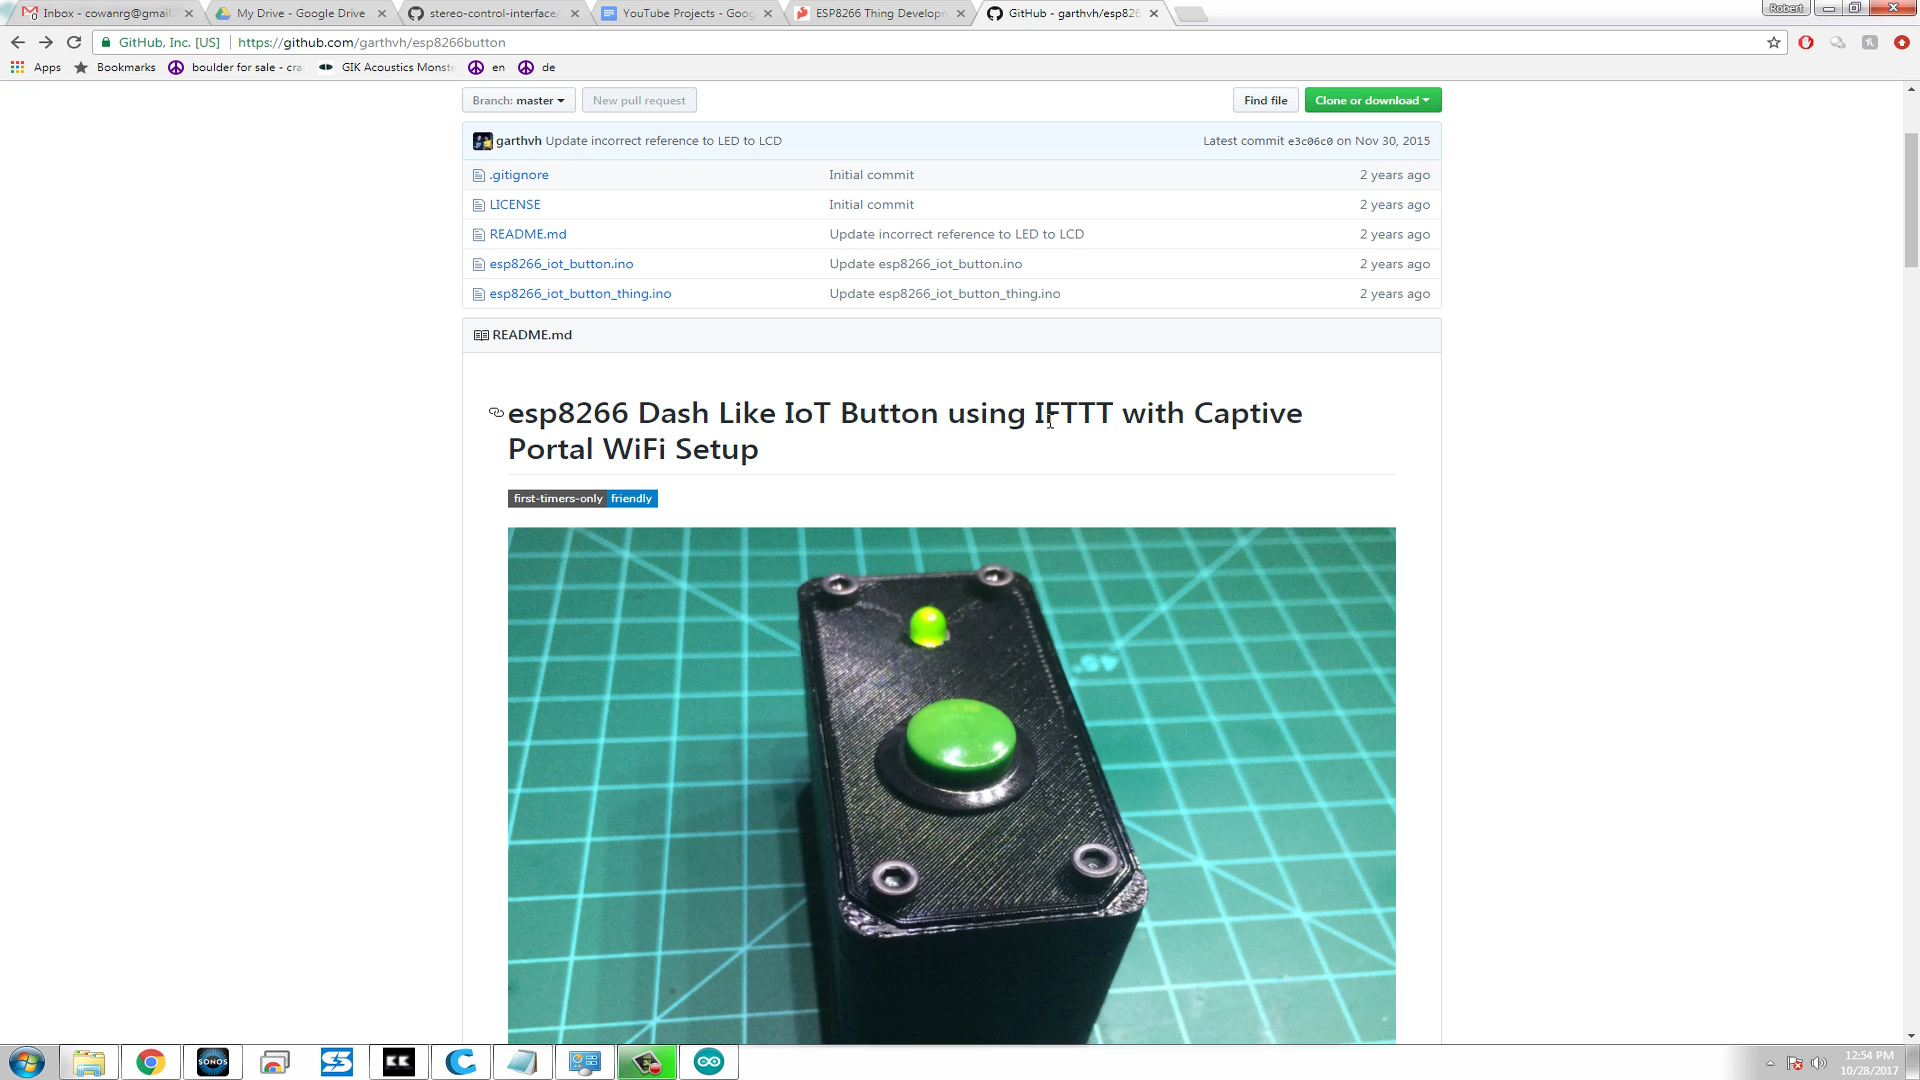 Inbox - cowanrg@gmail.
My Drive - Google Drive
stereo-control-interface/
YouTube Projects - Goog
ESP8266 Thing Developm
GitHub - garthvh/esp826
Robert
GitHub, Inc. [US]
https://github.com/garthvh/esp8266button
Apps
Bookmarks
boulder for sale - cra
GIK Acoustics Monste
en
de
Branch: master
New pull request
Find file
Clone or download
garthvh Update incorrect reference to LED to LCD
Latest commit e3c06c0 on Nov 30, 2015
.gitignore Initial commit 2 years ago
LICENSE Initial commit 2 years ago
README.md Update incorrect reference to LED to LCD 2 years ago
esp8266_iot_button.ino Update esp8266_iot_button.ino 2 years ago
esp8266_iot_button_thing.ino Update esp8266_iot_button_thing.ino 2 years ago
README.md
esp8266 Dash Like IoT Button using IFTTT with Captive
Portal WiFi Setup
first-timers-only friendly
SONOS
12:54 PM
10/28/2017